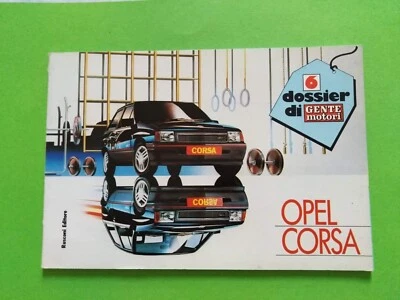 6
dossier
di GENTE
motori
CORSA
CORSA
OPEL
CORSA
Rusconi Editore